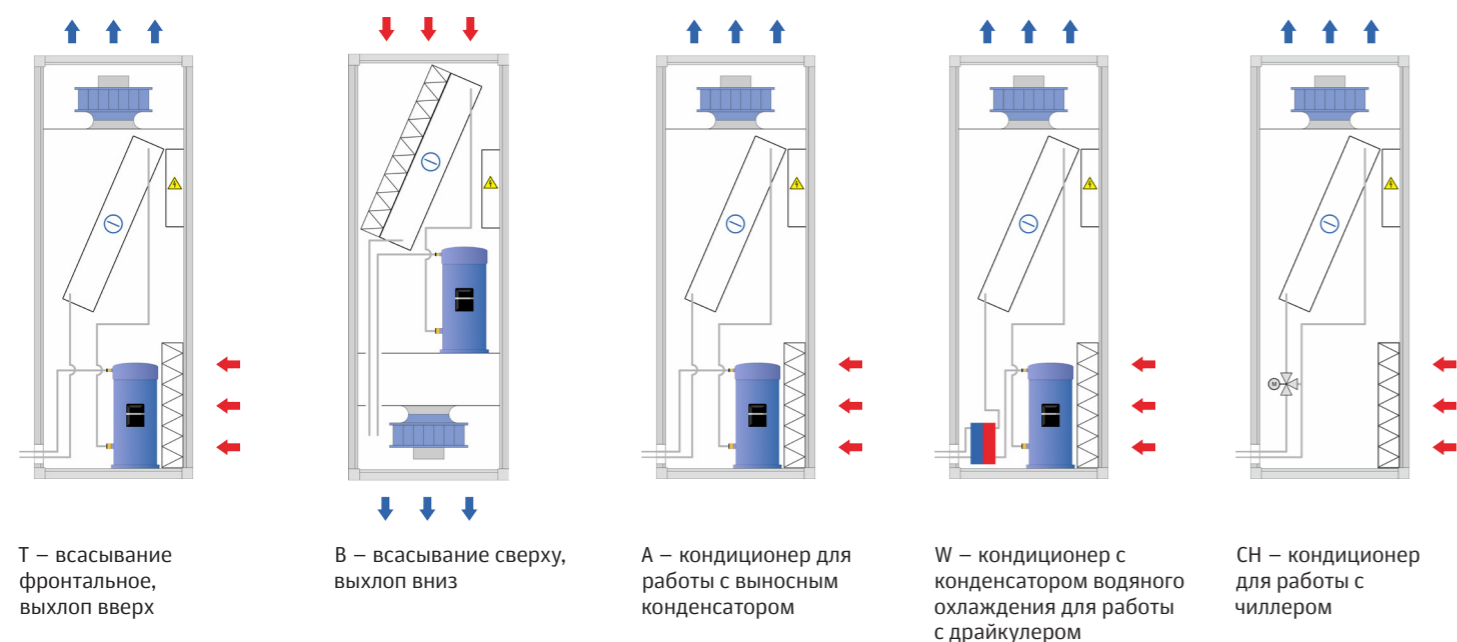 М
Т – всасывание
фронтальное,
выхлоп вверх
В – всасывание сверху,
выхлоп вниз
А – кондиционер для
работы с выносным
конденсатором
W – кондиционер с
конденсатором водяного
охлаждения для работы
с драйкулером
CH – кондиционер
для работы с
чиллером